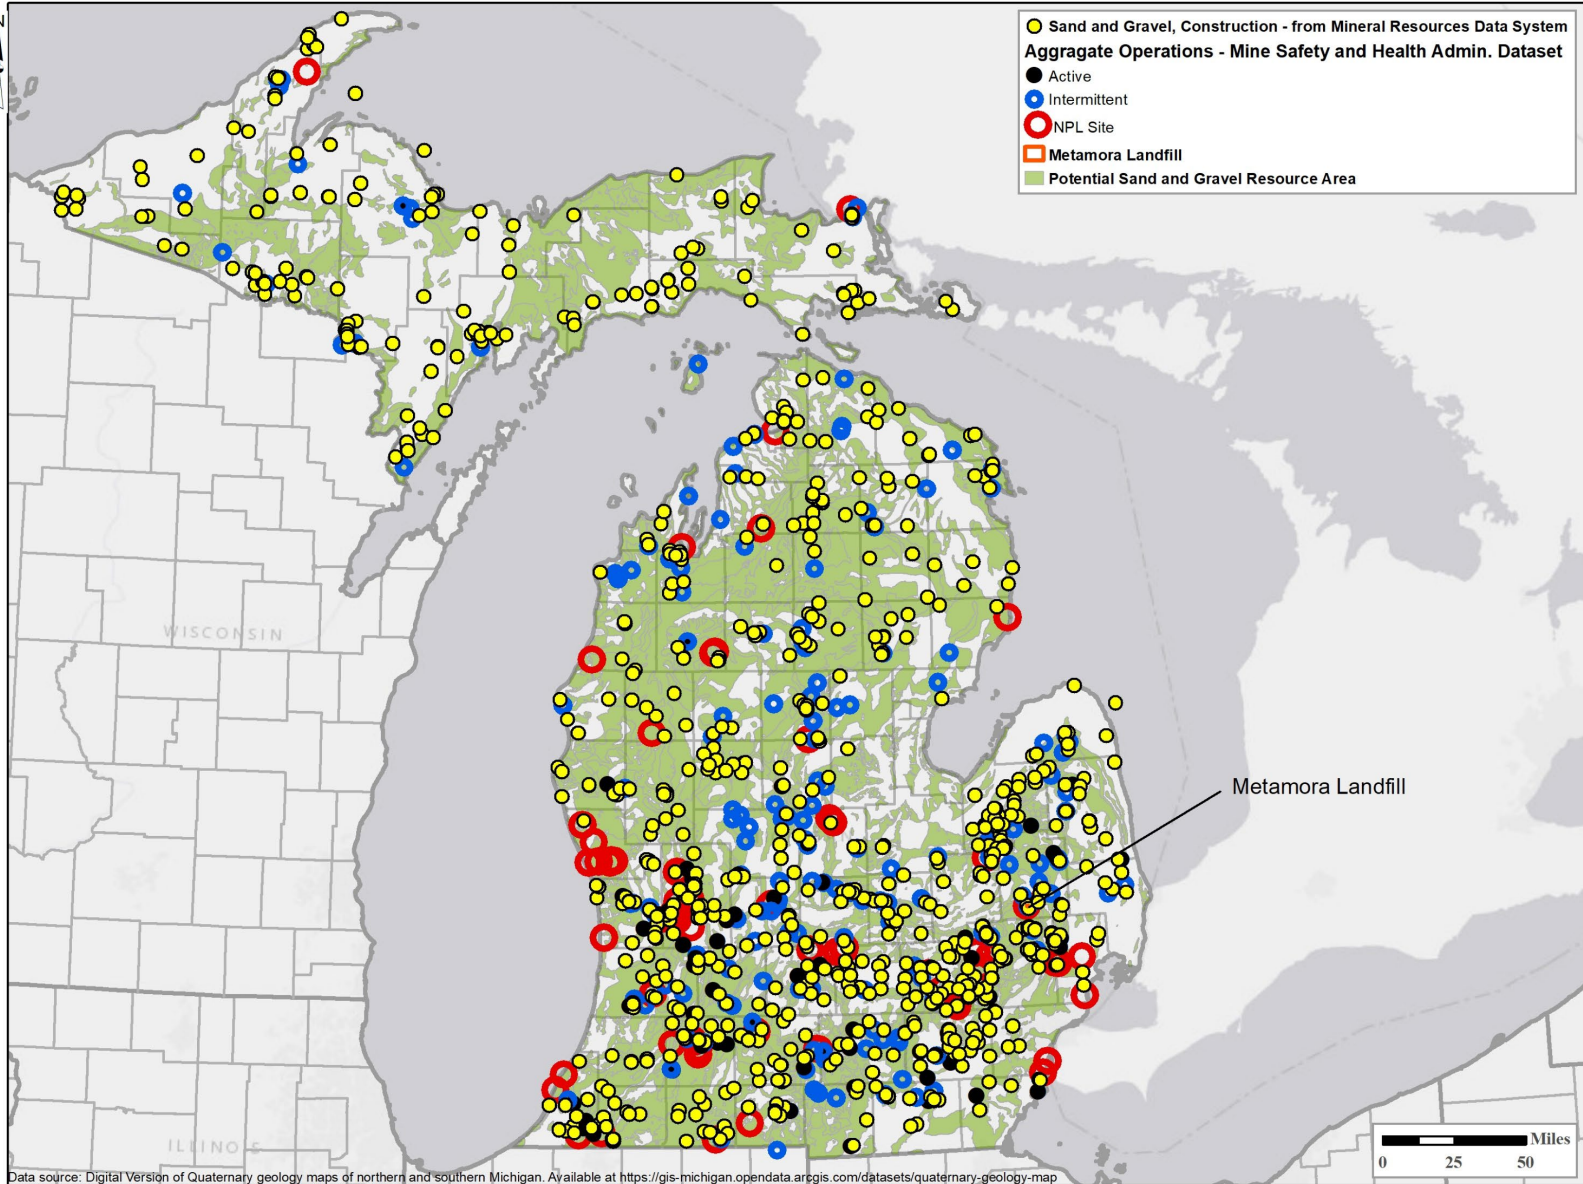 Sand and Gravel, Construction - from Mineral Resources Data System
Aggragate Operations - Mine Safety and Health Admin. Dataset
Active
Intermittent
NPL Site
Metamora Landfill
Potential Sand and Gravel Resource Area
WISCONSIN
Metamora Landfill
ILLINOIS
Miles
0 25 50
Data source: Digital Version of Quaternary geology maps of northern and southern Michigan. Available at https://gis-michigan.opendata.arcgis.com/datasets/quaternary-geology-map